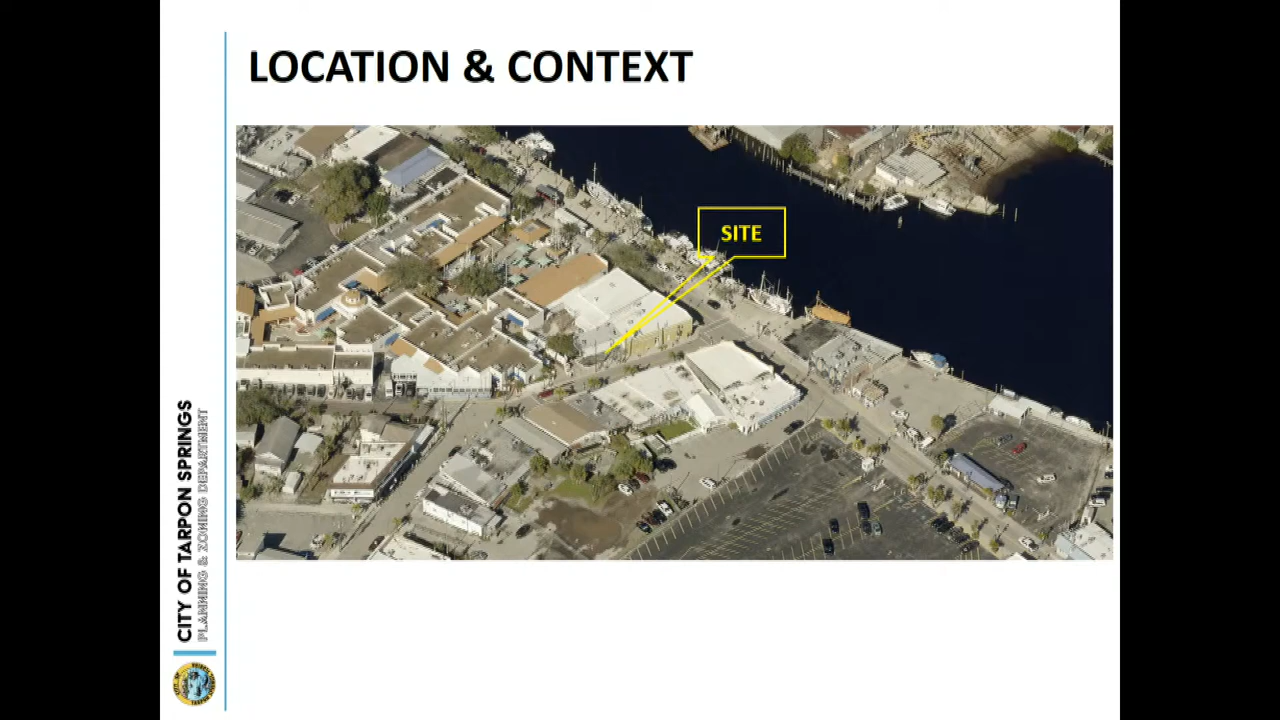 LOCATION & CONTEXT
SITE
CITY OF TARPON SPRINGS
PLANNING & ZONING DEPARTMENT